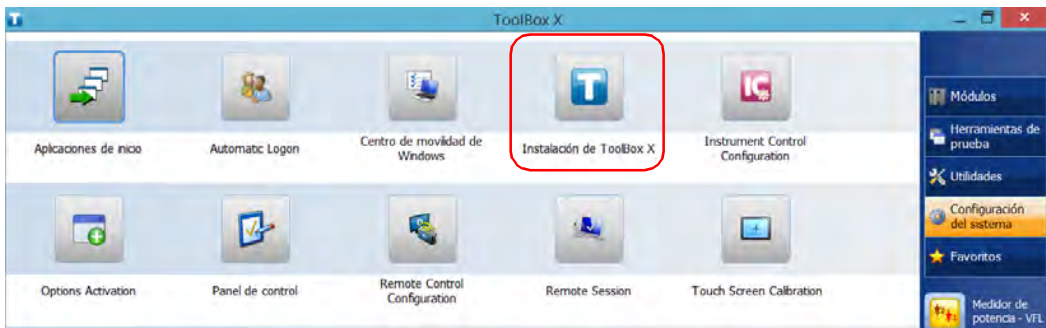 ToolBox X
Aplicaciones de inicio
Automatic Logon
Centro de movilidad de
Windows
Instalación de ToolBox X
Instrument Control
Configuration
Options Activation
Panel de control
Remote Control
Configuration
Remote Session
Touch Screen Calibration
Módulos
Herramientas de
prueba
Utilidades
Configuración
del sistema
Favoritos
Medidor de
potencia - VFL